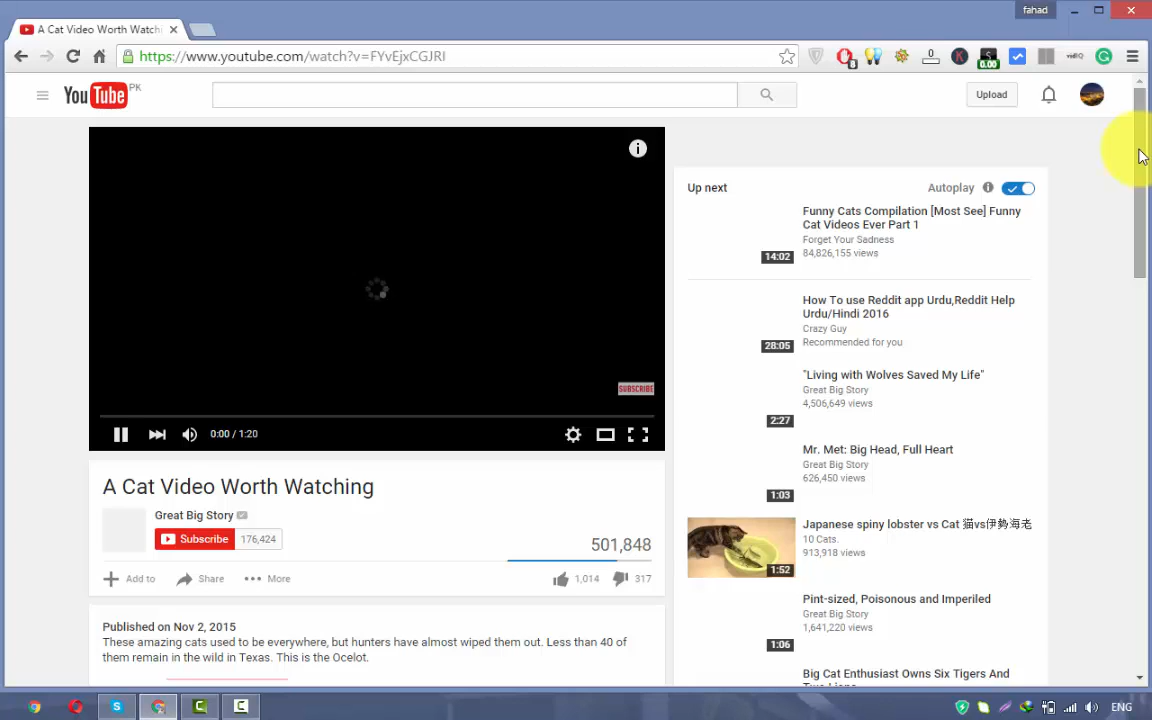 fahad
A Cat Video Worth Watch
https://www.youtube.com/watch?v=FYvEjxCGJRI
0
3
0.00
YouTube PK
Upload
Up next
Autoplay
Funny Cats Compilation [Most See] Funny
Cat Videos Ever Part 1
Forget Your Sadness
84,826,155 views
14:02
How To use Reddit app Urdu,Reddit Help
Urdu/Hindi 2016
Crazy Guy
Recommended for you
28:05
"Living with Wolves Saved My Life"
Great Big Story
4,506,649 views
2:27
SUBSCRIBE
0:00 / 1:20
Mr. Met: Big Head, Full Heart
Great Big Story
626,450 views
1:03
A Cat Video Worth Watching
Great Big Story
Subscribe 176,424
501,848
Add to Share More
1,014 317
Japanese spiny lobster vs Cat 猫vs伊勢海老
10 Cats.
913,918 views
1:52
Pint-sized, Poisonous and Imperiled
Great Big Story
1,641,220 views
1:06
Published on Nov 2, 2015
These amazing cats used to be everywhere, but hunters have almost wiped them out. Less than 40 of
them remain in the wild in Texas. This is the Ocelot.
Big Cat Enthusiast Owns Six Tigers And
ENG